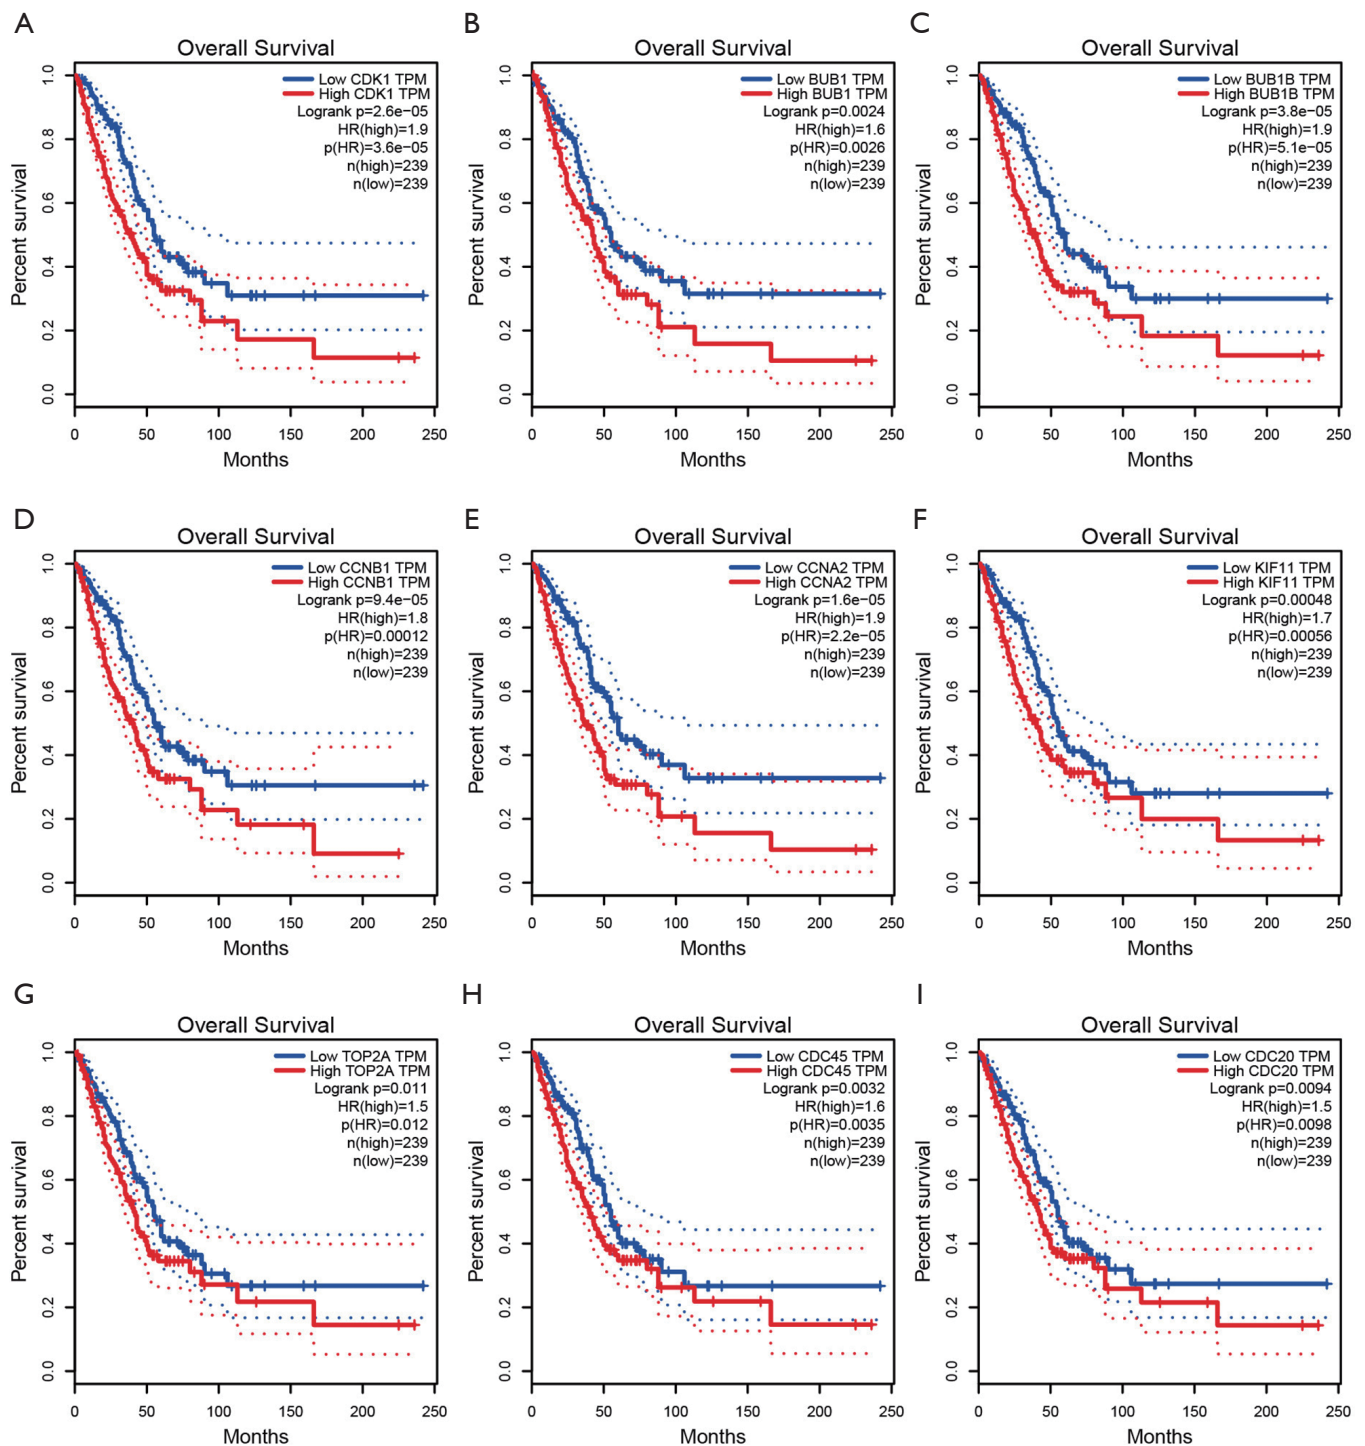 A
Overall Survival
Low CDK1 TPM
High CDK1 TPM
Logrank p=2.6e−05
HR(high)=1.9
p(HR)=3.6e−05
n(high)=239
n(low)=239
Percent survival
0.0 0.2 0.4 0.6 0.8 1.0
0 50 100 150 200 250
Months
B
Overall Survival
Low BUB1 TPM
High BUB1 TPM
Logrank p=0.0024
HR(high)=1.6
p(HR)=0.0026
n(high)=239
n(low)=239
Percent survival
0.0 0.2 0.4 0.6 0.8 1.0
0 50 100 150 200 250
Months
C
Overall Survival
Low BUB1B TPM
High BUB1B TPM
Logrank p=3.8e−05
HR(high)=1.9
p(HR)=5.1e−05
n(high)=239
n(low)=239
Percent survival
0.0 0.2 0.4 0.6 0.8 1.0
0 50 100 150 200 250
Months
D
Overall Survival
Low CCNB1 TPM
High CCNB1 TPM
Logrank p=9.4e−05
HR(high)=1.8
p(HR)=0.00012
n(high)=239
n(low)=239
Percent survival
0.0 0.2 0.4 0.6 0.8 1.0
0 50 100 150 200 250
Months
E
Overall Survival
Low CCNA2 TPM
High CCNA2 TPM
Logrank p=1.6e−05
HR(high)=1.9
p(HR)=2.2e−05
n(high)=239
n(low)=239
Percent survival
0.0 0.2 0.4 0.6 0.8 1.0
0 50 100 150 200 250
Months
F
Overall Survival
Low KIF11 TPM
High KIF11 TPM
Logrank p=0.00048
HR(high)=1.7
p(HR)=0.00056
n(high)=239
n(low)=239
Percent survival
0.0 0.2 0.4 0.6 0.8 1.0
0 50 100 150 200 250
Months
G
Overall Survival
Low TOP2A TPM
High TOP2A TPM
Logrank p=0.011
HR(high)=1.5
p(HR)=0.012
n(high)=239
n(low)=239
Percent survival
0.0 0.2 0.4 0.6 0.8 1.0
0 50 100 150 200 250
Months
H
Overall Survival
Low CDC45 TPM
High CDC45 TPM
Logrank p=0.0032
HR(high)=1.6
p(HR)=0.0035
n(high)=239
n(low)=239
Percent survival
0.0 0.2 0.4 0.6 0.8 1.0
0 50 100 150 200 250
Months
I
Overall Survival
Low CDC20 TPM
High CDC20 TPM
Logrank p=0.0094
HR(high)=1.5
p(HR)=0.0098
n(high)=239
n(low)=239
Percent survival
0.0 0.2 0.4 0.6 0.8 1.0
0 50 100 150 200 250
Months